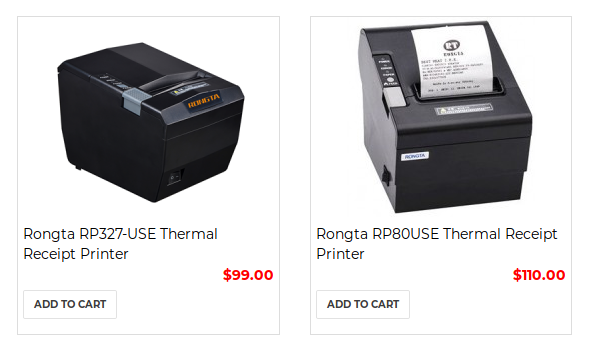 RONGTA
RONGTA
RONGTA
Rongta RP327-USE Thermal
Receipt Printer
$99.00
ADD TO CART
Rongta RP80USE Thermal Receipt
Printer
$110.00
ADD TO CART